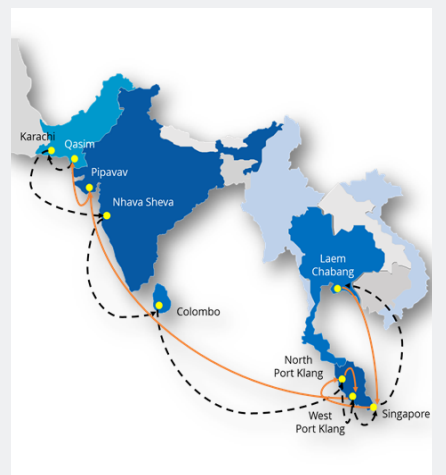 Karachi
Qasim
Pipavav
Nhava Sheva
Laem
Chabang
Colombo
North
Port Klang
West
Port Klang
Singapore